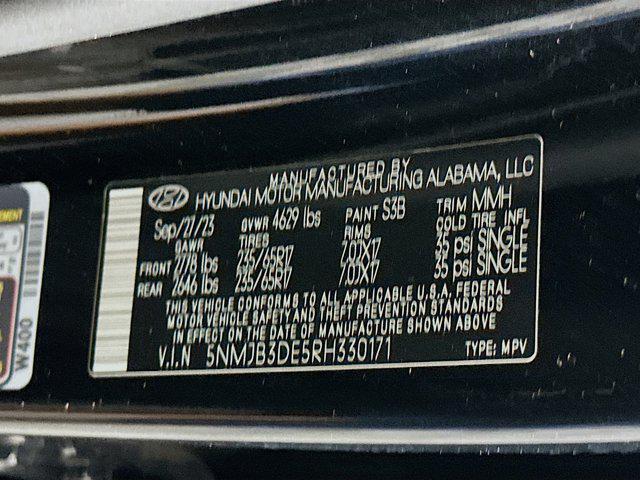 MANUFACTURED BY
HYUNDAI MOTOR MANUFACTURING ALABAMA, LLC
Sep/27/23 GVWR 4629 lbs PAINT S3B TRIM MMH
GAWR TIRES RIMS COLD TIRE INFL
FRONT 2778 lbs 235/65R17 7.0JX17 35 psi SINGLE
REAR 2646 lbs 235/65R17 7.0JX17 35 psi SINGLE
THIS VEHICLE CONFORMS TO ALL APPLICABLE U.S.A. FEDERAL
MOTOR VEHICLE SAFETY AND THEFT PREVENTION STANDARDS
IN EFFECT ON THE DATE OF MANUFACTURE SHOWN ABOVE
V.I.N 5NMJB3DE5RH330171 TYPE: MPV
W400